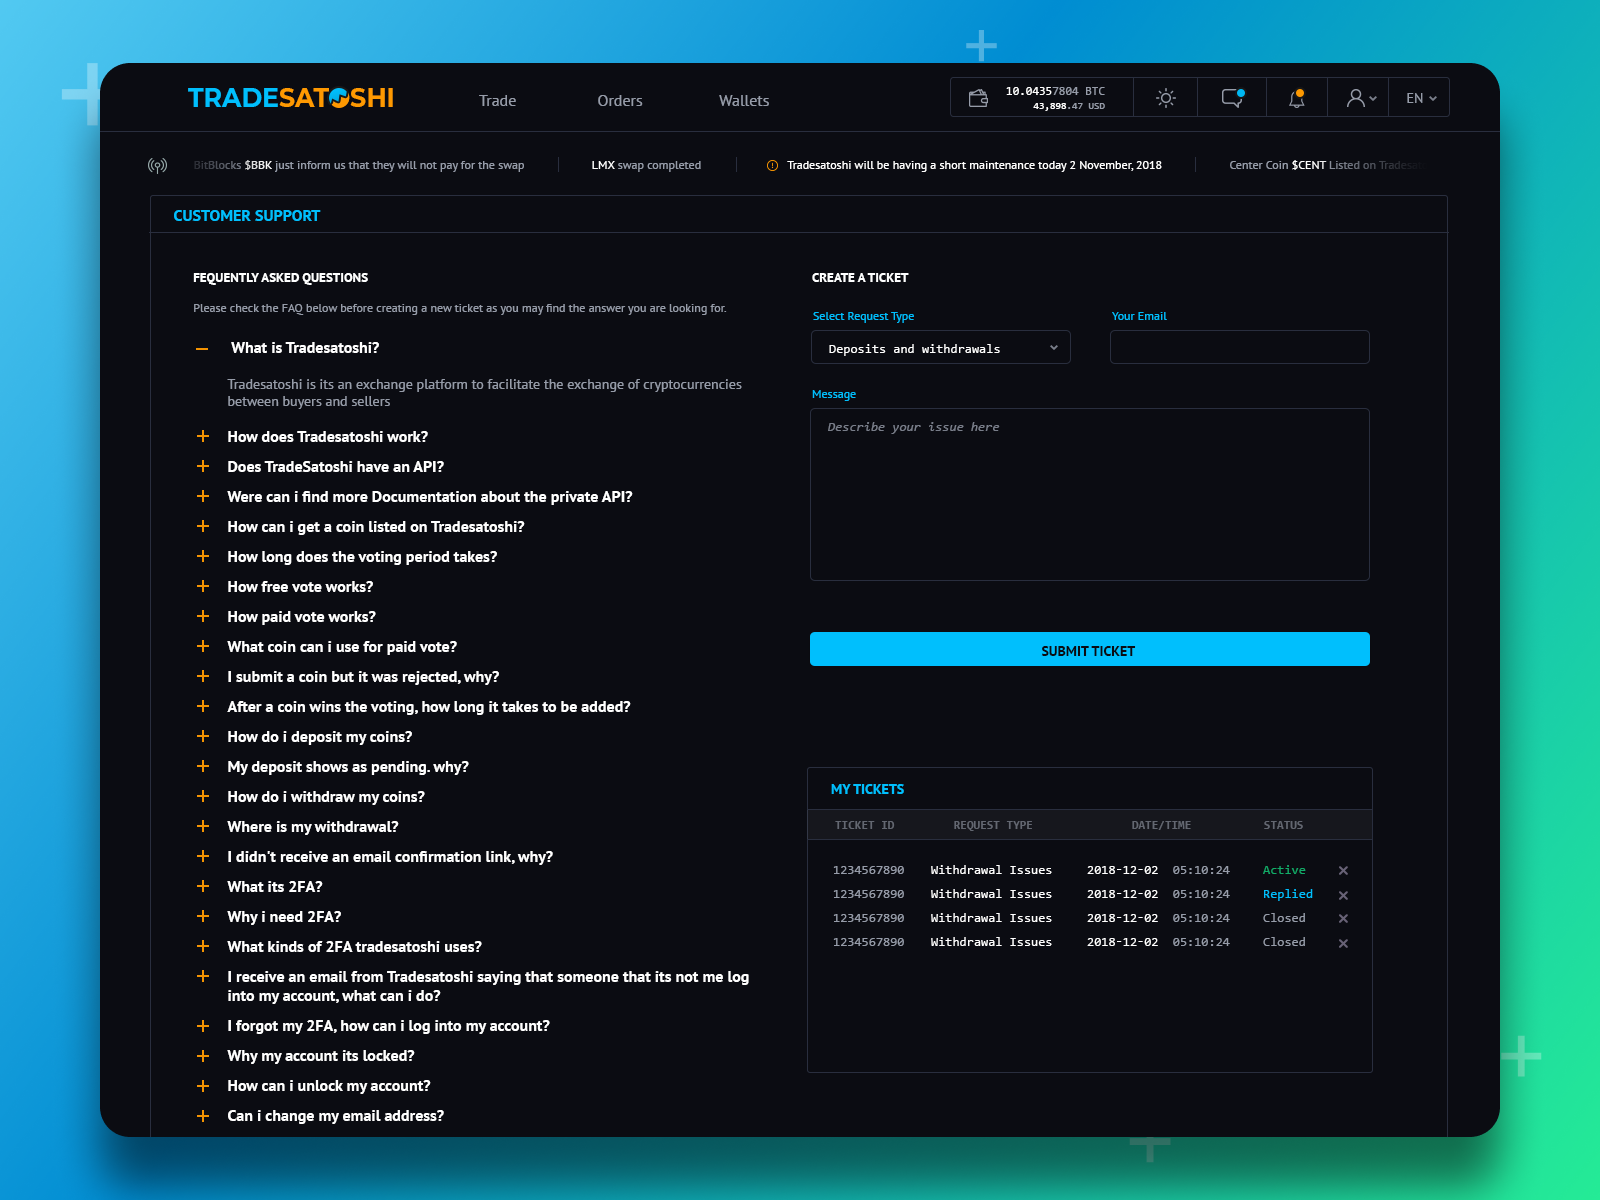 TRADESATOSHI
Trade
Orders
Wallets
10.04357804 BTC
43,898.47 USD
EN
BitBlocks $BBK just inform us that they will not pay for the swap
LMX swap completed
Tradesatoshi will be having a short maintenance today 2 November, 2018
Center Coin $CENT Listed on
CUSTOMER SUPPORT
FEQUENTLY ASKED QUESTIONS
Please check the FAQ below before creating a new ticket as you may find the answer you are looking for.
What is Tradesatoshi?
Tradesatoshi is its an exchange platform to facilitate the exchange of cryptocurrencies
between buyers and sellers
How does Tradesatoshi work?
Does TradeSatoshi have an API?
Were can i find more Documentation about the private API?
How can i get a coin listed on Tradesatoshi?
How long does the voting period takes?
How free vote works?
How paid vote works?
What coin can i use for paid vote?
I submit a coin but it was rejected, why?
After a coin wins the voting, how long it takes to be added?
How do i deposit my coins?
My deposit shows as pending. why?
How do i withdraw my coins?
Where is my withdrawal?
I didn't receive an email confirmation link, why?
What its 2FA?
Why i need 2FA?
What kinds of 2FA tradesatoshi uses?
I receive an email from Tradesatoshi saying that someone that its not me log
into my account, what can i do?
I forgot my 2FA, how can i log into my account?
Why my account its locked?
How can i unlock my account?
Can i change my email address?
CREATE A TICKET
Select Request Type
Your Email
Deposits and withdrawals
Message
Describe your issue here
SUBMIT TICKET
MY TICKETS
TICKET ID REQUEST TYPE DATE/TIME STATUS
1234567890 Withdrawal Issues 2018-12-02 05:10:24 Active
1234567890 Withdrawal Issues 2018-12-02 05:10:24 Replied
1234567890 Withdrawal Issues 2018-12-02 05:10:24 Closed
1234567890 Withdrawal Issues 2018-12-02 05:10:24 Closed